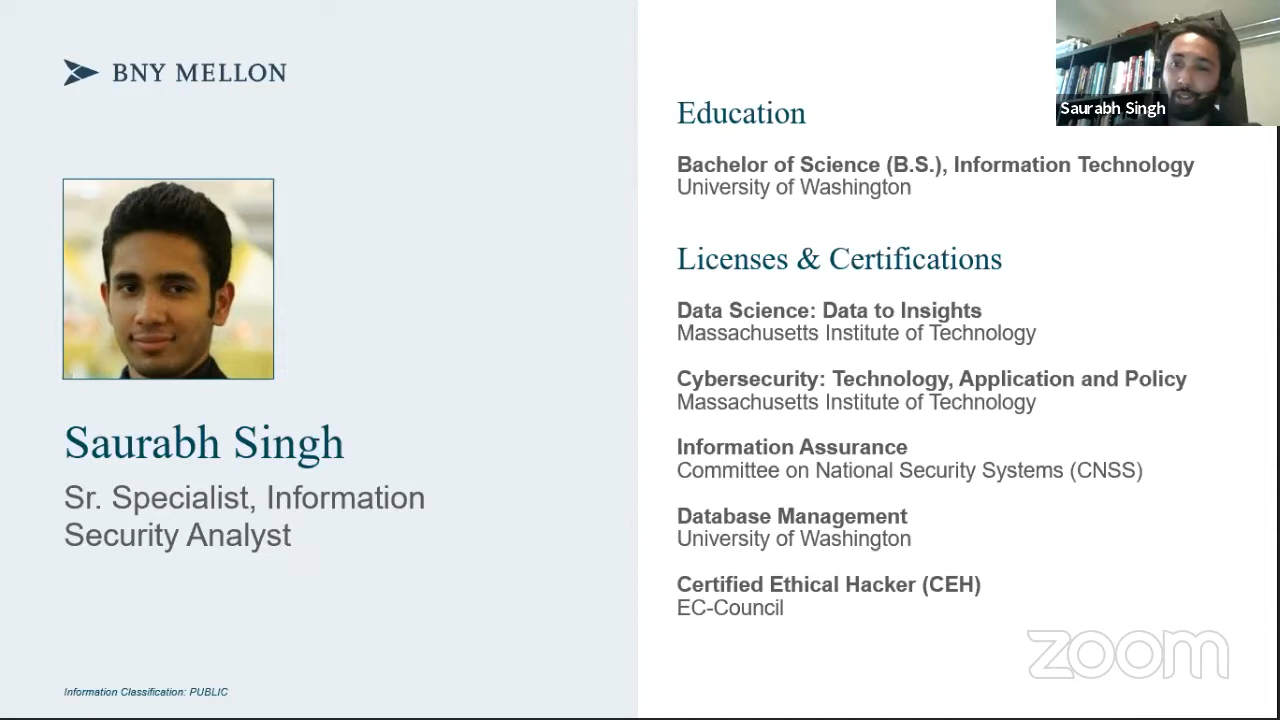 BNY MELLON
Saurabh Singh
Sr. Specialist, Information
Security Analyst
Information Classification: PUBLIC
Education
Bachelor of Science (B.S.), Information Technology
University of Washington
Licenses & Certifications
Data Science: Data to Insights
Massachusetts Institute of Technology
Cybersecurity: Technology, Application and Policy
Massachusetts Institute of Technology
Information Assurance
Committee on National Security Systems (CNSS)
Database Management
University of Washington
Certified Ethical Hacker (CEH)
EC-Council
Saurabh Singh
zoom